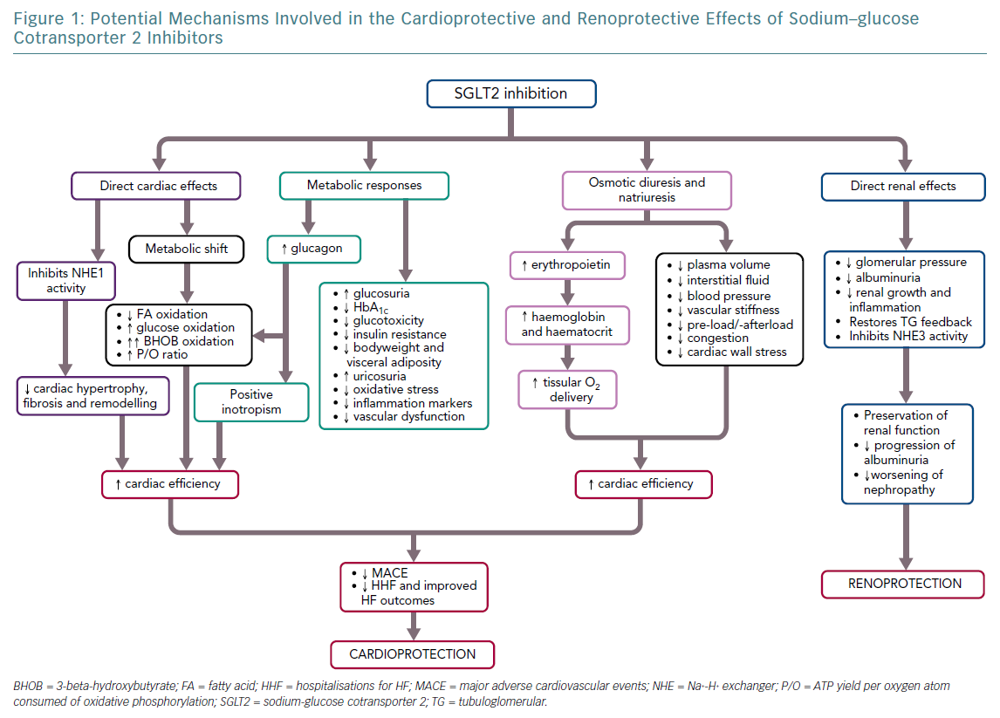 Figure 1: Potential Mechanisms Involved in the Cardioprotective and Renoprotective Effects of Sodium–glucose
Cotransporter 2 Inhibitors
SGLT2 inhibition
Direct cardiac effects
Metabolic responses
Osmotic diuresis and
natriuresis
Direct renal effects
Inhibits NHE1
activity
Metabolic shift
↑ glucagon
• ↓ FA oxidation
• ↑ glucose oxidation
• ↑↑ BHOB oxidation
• ↑ P/O ratio
↓ cardiac hypertrophy,
fibrosis and remodelling
Positive
inotropism
• ↑ glucosuria
• ↓ HbA1c
• ↓ glucotoxicity
• ↓ insulin resistance
• ↓ bodyweight and
visceral adiposity
• ↑ uricosuria
• ↓ oxidative stress
• ↓ inflammation markers
• ↓ vascular dysfunction
↑ erythropoietin
↑ haemoglobin
and haematocrit
↑ tissular O2
delivery
• ↓ plasma volume
• ↓ interstitial fluid
• ↓ blood pressure
• ↓ vascular stiffness
• ↓ pre-load/-afterload
• ↓ congestion
• ↓ cardiac wall stress
• ↓ glomerular pressure
• ↓ albuminuria
• ↓ renal growth and
inflammation
• Restores TG feedback
• Inhibits NHE3 activity
• Preservation of
renal function
• ↓ progression of
albuminuria
• ↓worsening of
nephropathy
↑ cardiac efficiency
↑ cardiac efficiency
• ↓ MACE
• ↓ HHF and improved
HF outcomes
RENOPROTECTION
CARDIOPROTECTION
BHOB = 3-beta-hydroxybutyrate; FA = fatty acid; HHF = hospitalisations for HF; MACE = major adverse cardiovascular events; NHE = Na+-H+ exchanger; P/O = ATP yield per oxygen atom
consumed of oxidative phosphorylation; SGLT2 = sodium-glucose cotransporter 2; TG = tubuloglomerular.